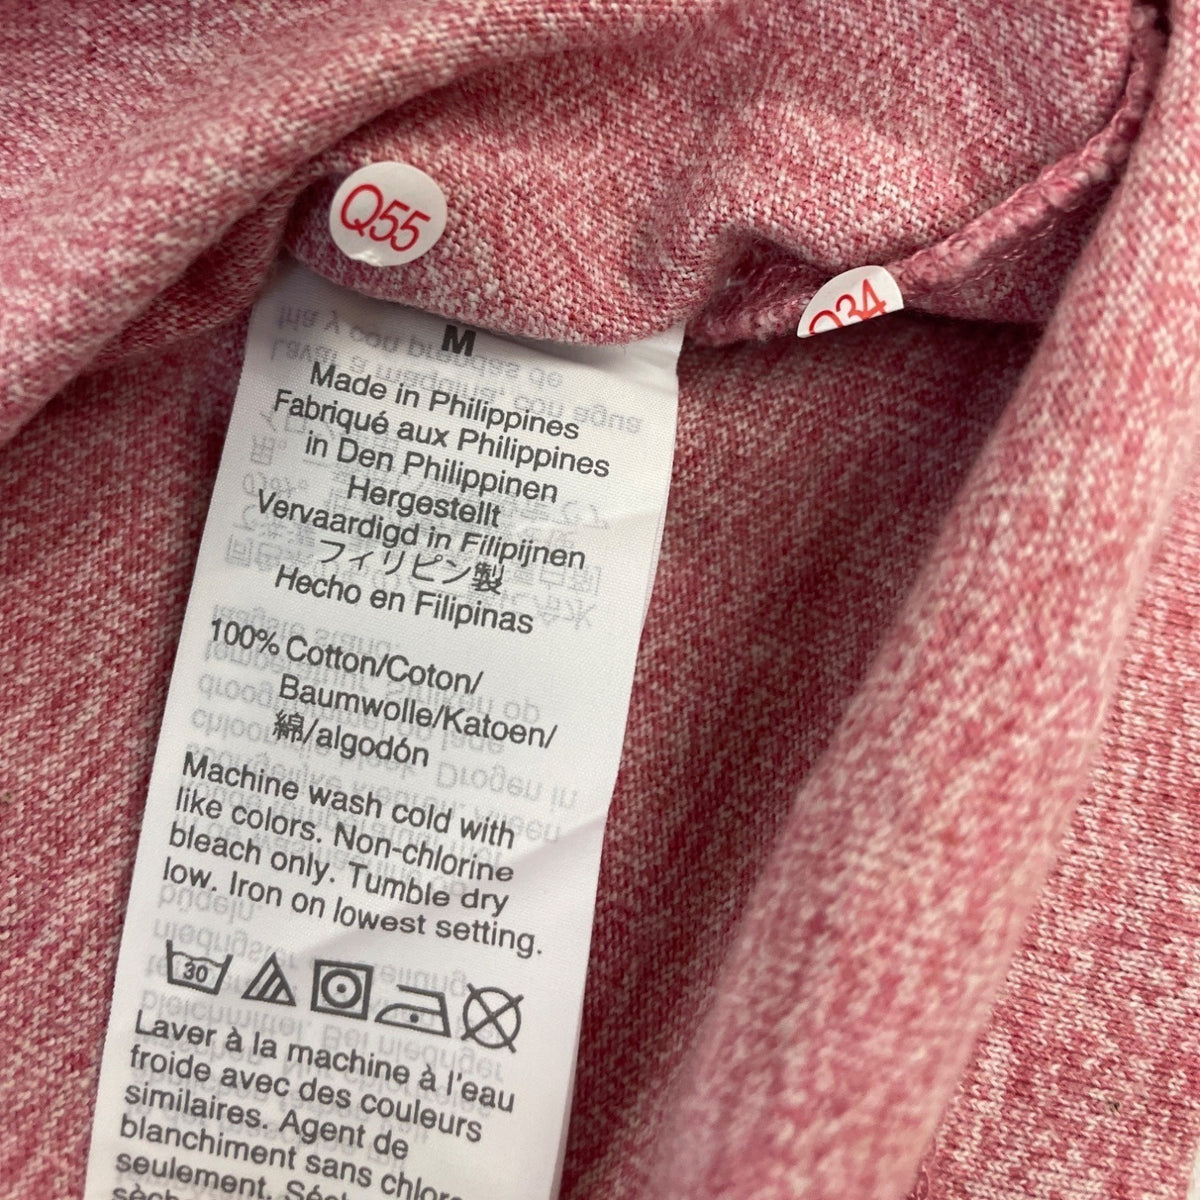 Q55
Q34
M
Made in Philippines
Fabriqué aux Philippines
in Den Philippinen
Hergestellt
Vervaardigd in Filipijnen
フィリピン製
Hecho en Filipinas
100% Cotton/Coton/
Baumwolle/Katoen/
綿/algodón
Machine wash cold with
like colors. Non-chlorine
bleach only. Tumble dry
low. Iron on lowest setting.
30
Laver à la machine à l'eau
froide avec des couleurs
similaires. Agent de
blanchiment sans chlore
seulement.